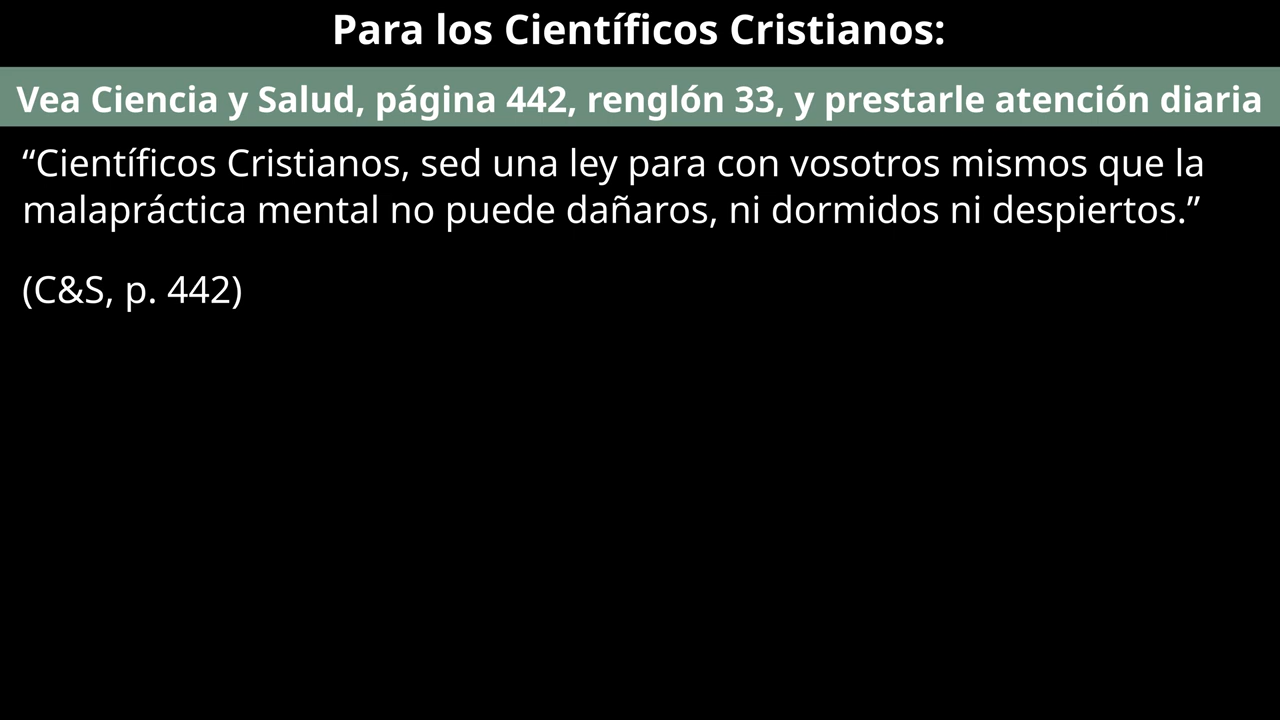 Para los Científicos Cristianos:
Vea Ciencia y Salud, página 442, renglón 33, y prestarle atención diaria
“Científicos Cristianos, sed una ley para con vosotros mismos que la
malapráctica mental no puede dañaros, ni dormidos ni despiertos.”
(C&S, p. 442)